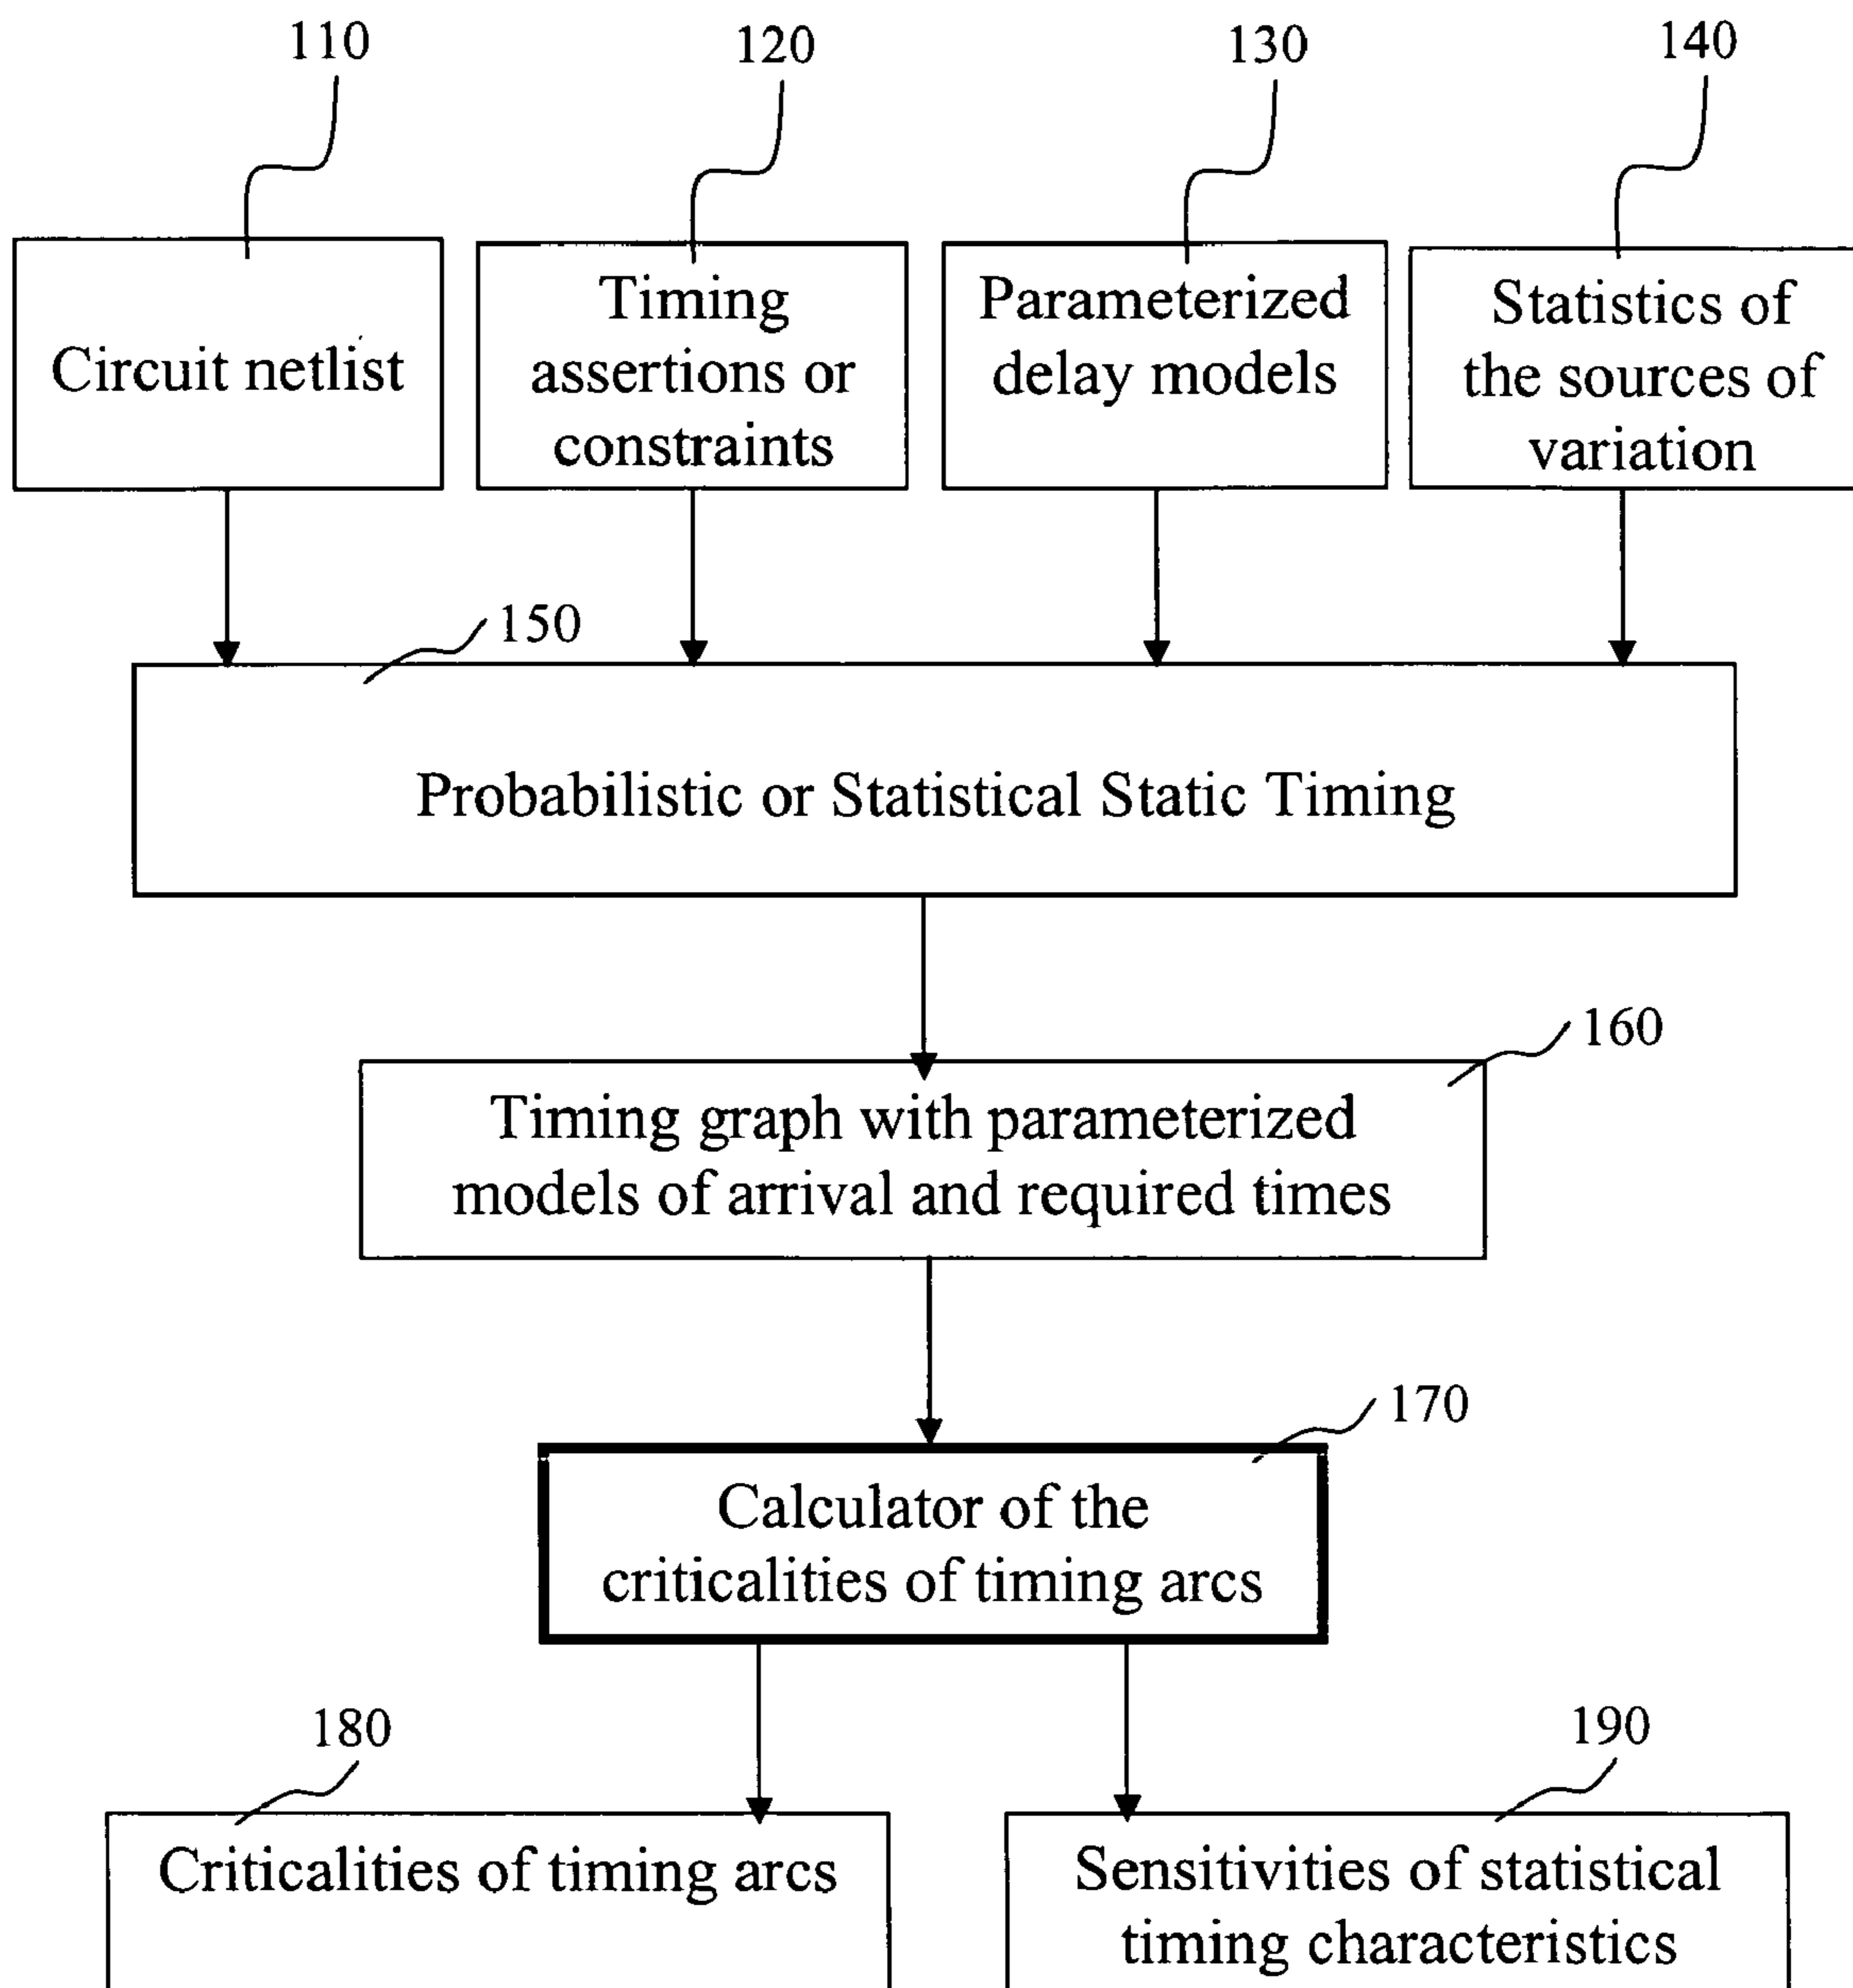 110
120
130
140
Circuit netlist
Timing
assertions or
constraints
Parameterized
delay models
Statistics of
the sources of
variation
150
Probabilistic or Statistical Static Timing
160
Timing graph with parameterized
models of arrival and required times
170
Calculator of the
criticalities of timing arcs
180
190
Criticalities of timing arcs
Sensitivities of statistical
timing characteristics